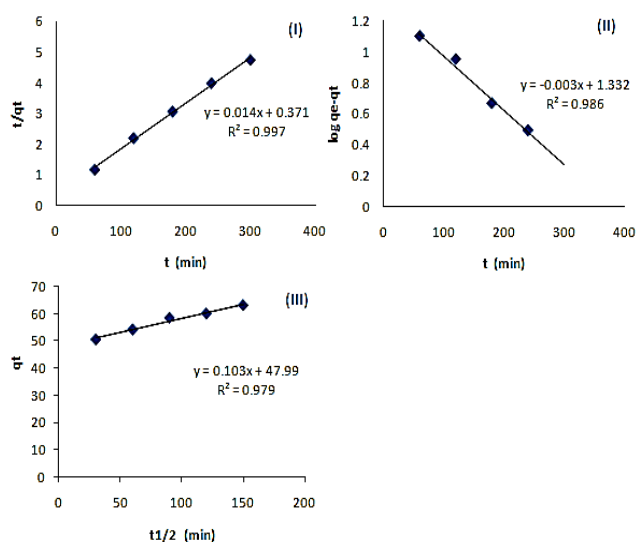 (I)
t/qt
6
5
4
3
2
1
0
y = 0.014x + 0.371
R² = 0.997
0 100 200 300 400
t (min)
(II)
log qe-qt
1.2
1
0.8
0.6
0.4
0.2
0
y = -0.003x + 1.332
R² = 0.986
0 100 200 300 400
t (min)
(III)
qt
70
60
50
40
30
20
10
0
y = 0.103x + 47.99
R² = 0.979
0 50 100 150 200
t1/2 (min)